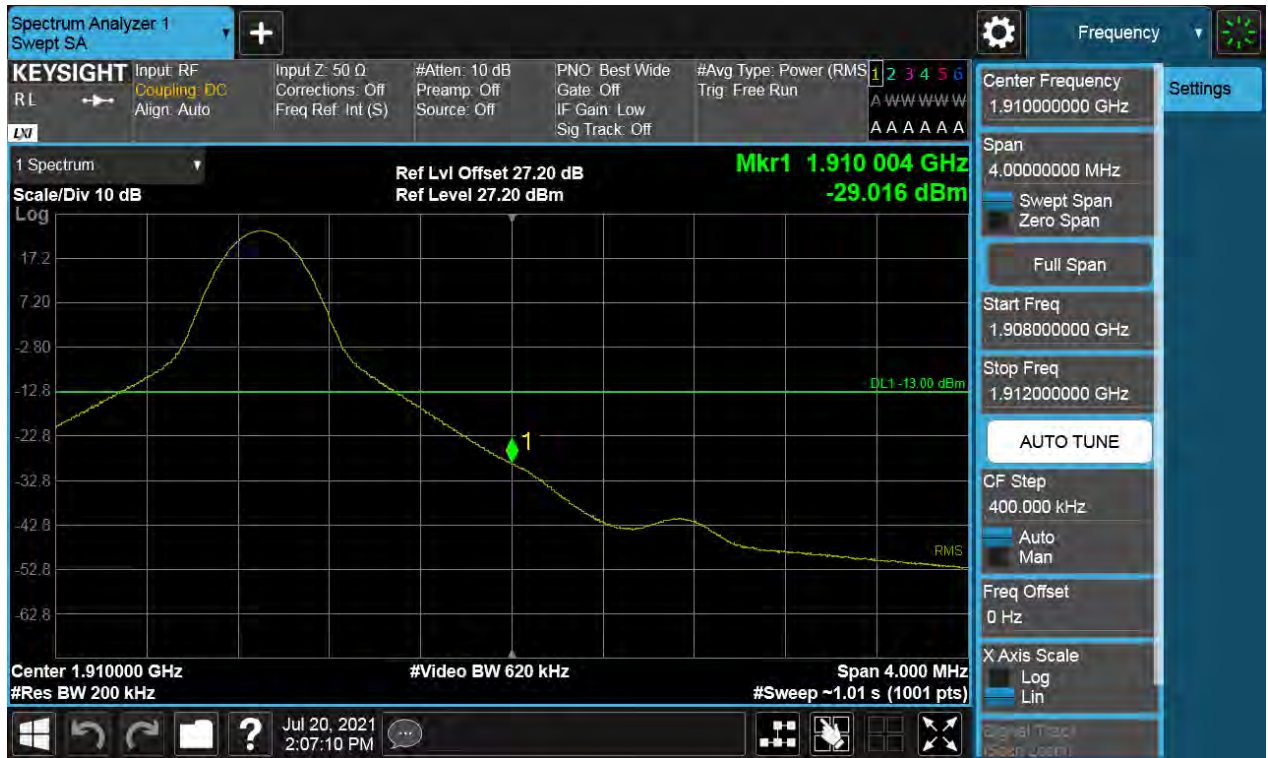 Spectrum Analyzer 1
Swept SA
+
Frequency
KEYSIGHT
RL
LXI
Input: RF
Coupling: DC
Align: Auto
Input Z: 50 Ω
Corrections: Off
Freq Ref: Int (S)
#Atten: 10 dB
Preamp: Off
Source: Off
PNO: Best Wide
Gate: Off
IF Gain: Low
Sig Track: Off
#Avg Type: Power (RMS
Trig: Free Run
1 2 3 4 5 6
A W W W W W
A A A A A A
1 Spectrum
Scale/Div 10 dB
Log
Ref Lvl Offset 27.20 dB
Ref Level 27.20 dBm
Mkr1 1.910 004 GHz
-29.016 dBm
17.2
7.20
-2.80
-12.8
-22.8
-32.8
-42.8
-52.8
-62.8
DL1 -13.00 dBm
1
RMS
Center 1.910000 GHz
#Res BW 200 kHz
#Video BW 620 kHz
Span 4.000 MHz
#Sweep ~1.01 s (1001 pts)
Center Frequency
1.910000000 GHz
Span
4.00000000 MHz
Swept Span
Zero Span
Full Span
Start Freq
1.908000000 GHz
Stop Freq
1.912000000 GHz
AUTO TUNE
CF Step
400.000 kHz
Auto
Man
Freq Offset
0 Hz
X Axis Scale
Log
Lin
Signal Track
(Span Zoom)
Settings
?
Jul 20, 2021
2:07:10 PM